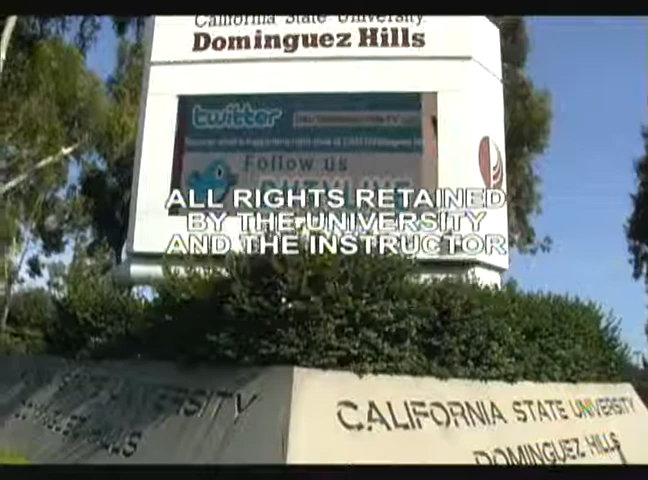 California State University
Dominguez Hills
twitter
Follow us
ALL RIGHTS RETAINED
BY THE UNIVERSITY
AND THE INSTRUCTOR
CALIFORNIA STATE UNIVERSITY
DOMINGUEZ HILLS